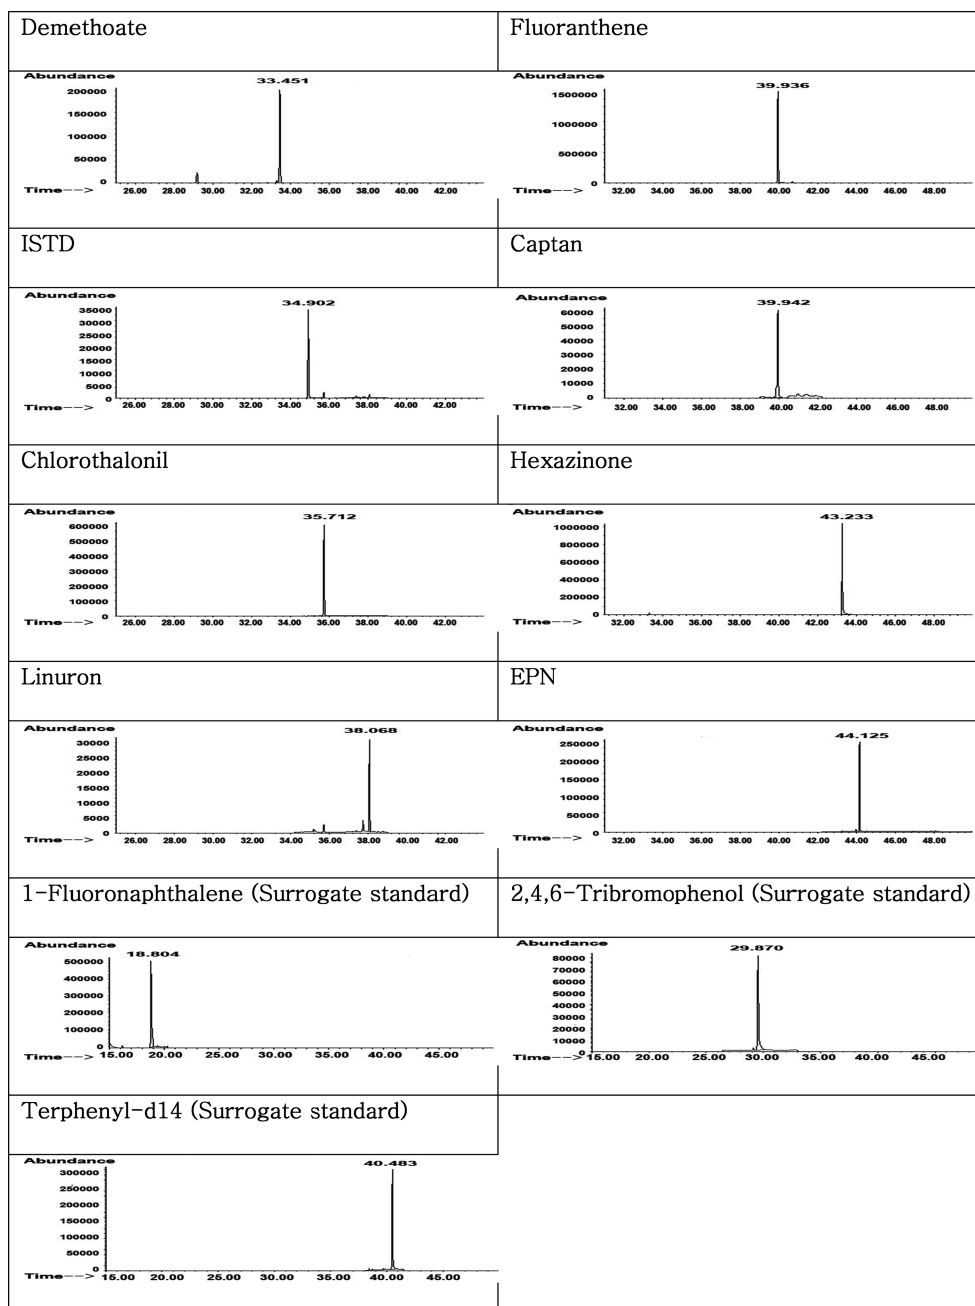 Demethoate
Abundance
33.451
200000
150000
100000
50000
0
Time-->
26.00 28.00 30.00 32.00 34.00 36.00 38.00 40.00 42.00
Fluoranthene
Abundance
39.936
1500000
1000000
500000
0
Time-->
32.00 34.00 36.00 38.00 40.00 42.00 44.00 46.00 48.00
ISTD
Abundance
34.902
35000
30000
25000
20000
15000
10000
5000
0
Time-->
26.00 28.00 30.00 32.00 34.00 36.00 38.00 40.00 42.00
Captan
Abundance
39.942
60000
50000
40000
30000
20000
10000
0
Time-->
32.00 34.00 36.00 38.00 40.00 42.00 44.00 46.00 48.00
Chlorothalonil
Abundance
35.712
600000
500000
400000
300000
200000
100000
0
Time-->
26.00 28.00 30.00 32.00 34.00 36.00 38.00 40.00 42.00
Hexazinone
Abundance
43.233
1000000
800000
600000
400000
200000
0
Time-->
32.00 34.00 36.00 38.00 40.00 42.00 44.00 46.00 48.00
Linuron
Abundance
38.068
30000
25000
20000
15000
10000
5000
0
Time-->
26.00 28.00 30.00 32.00 34.00 36.00 38.00 40.00 42.00
EPN
Abundance
44.125
250000
200000
150000
100000
50000
0
Time-->
32.00 34.00 36.00 38.00 40.00 42.00 44.00 46.00 48.00
1-Fluoronaphthalene (Surrogate standard)
Abundance
18.804
500000
400000
300000
200000
100000
0
Time-->
15.00 20.00 25.00 30.00 35.00 40.00 45.00
2,4,6-Tribromophenol (Surrogate standard)
Abundance
29.870
80000
70000
60000
50000
40000
30000
20000
10000
0
Time-->
15.00 20.00 25.00 30.00 35.00 40.00 45.00
Terphenyl-d14 (Surrogate standard)
Abundance
40.483
300000
250000
200000
150000
100000
50000
0
Time-->
15.00 20.00 25.00 30.00 35.00 40.00 45.00